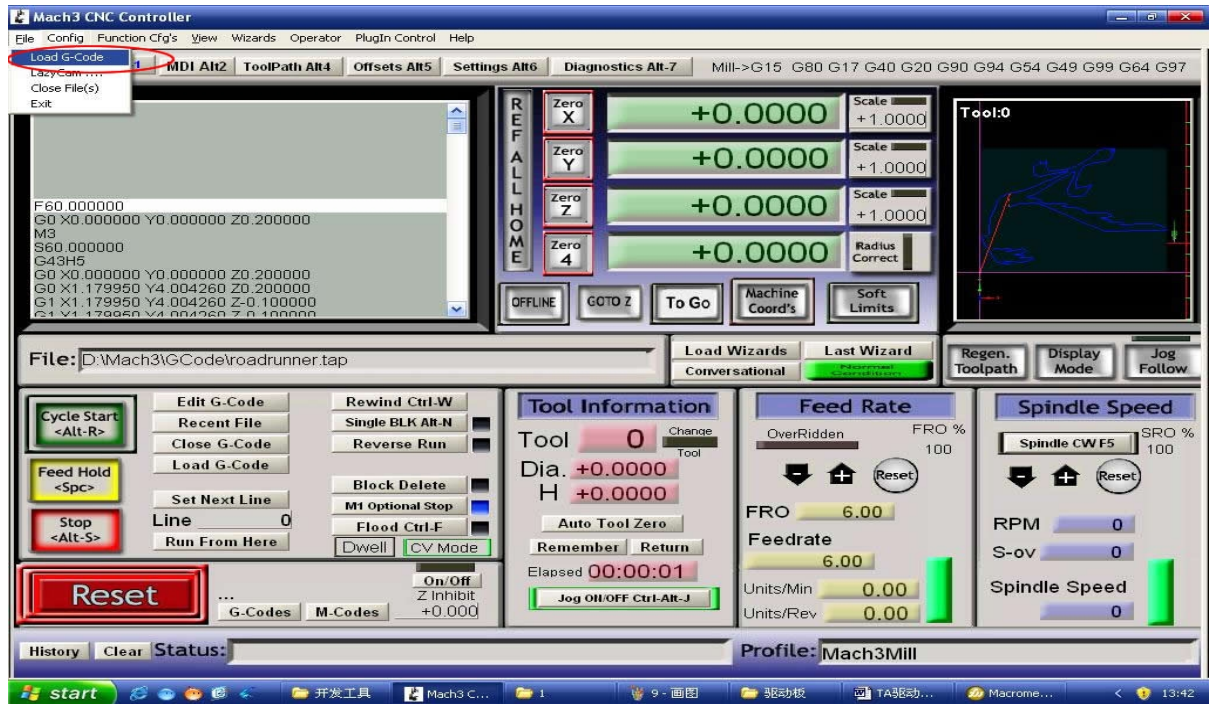 Mach3 CNC Controller
File Config Function Cfg's View Wizards Operator PlugIn Control Help
Load G-Code
LazyCam ....
Close File(s)
Exit
1 MDI Alt2 ToolPath Alt4 Offsets Alt5 Settings Alt6 Diagnostics Alt-7 Mill->G15 G80 G17 G40 G20 G90 G94 G54 G49 G99 G64 G97
F60.000000
G0 X0.000000 Y0.000000 Z0.200000
M3
S60.000000
G43H5
G0 X0.000000 Y0.000000 Z0.200000
G0 X1.179950 Y4.004260 Z0.200000
G1 X1.179950 Y4.004260 Z-0.100000
REF ALL HOME
Zero X +0.0000 Scale +1.0000
Zero Y +0.0000 Scale +1.0000
Zero Z +0.0000 Scale +1.0000
Zero 4 +0.0000 Radius Correct
OFFLINE GOTO Z To Go Machine Coord's Soft Limits
Tool:0
File: D:\Mach3\GCode\roadrunner.tap
Load Wizards Last Wizard
Conversational Normal Condition
Regen. Toolpath Display Mode Jog Follow
Cycle Start <Alt-R>
Feed Hold <Spc>
Stop <Alt-S>
Edit G-Code Rewind Ctrl-W
Recent File Single BLK Alt-N
Close G-Code Reverse Run
Load G-Code
Block Delete
Set Next Line M1 Optional Stop
Line 0 Flood Ctrl-F
Run From Here Dwell CV Mode
Reset
...
G-Codes M-Codes
On/Off
Z Inhibit
+0.000
Tool Information
Tool 0 Change Tool
Dia. +0.0000
H +0.0000
Auto Tool Zero
Remember Return
Elapsed 00:00:01
Jog ON/OFF Ctrl-Alt-J
Feed Rate
OverRidden FRO % 100
Reset
FRO 6.00
Feedrate
6.00
Units/Min 0.00
Units/Rev 0.00
Spindle Speed
Spindle CW F5 SRO % 100
Reset
RPM 0
S-ov 0
Spindle Speed
0
History Clear Status:
Profile: Mach3Mill
start 开发工具 Mach3 C... 1 9 - 画图 驱动板 TA驱动... Macrome... 13:42